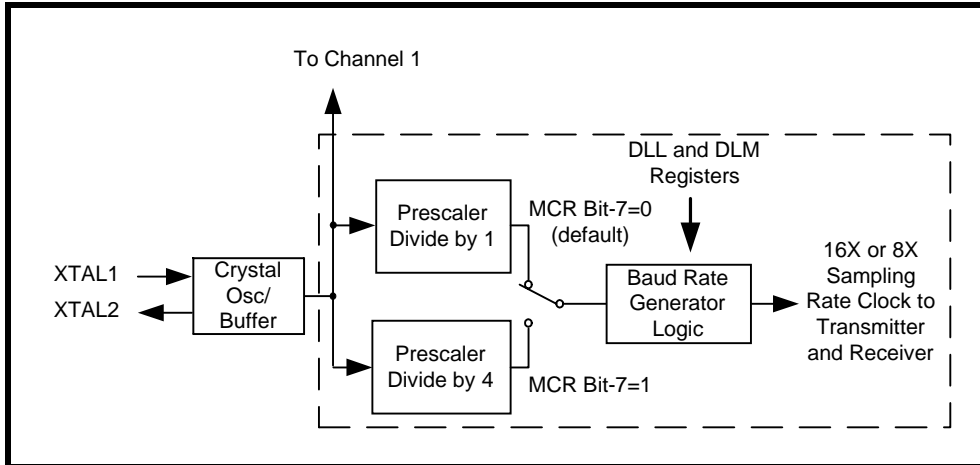 To Channel 1
DLL and DLM
Registers
Prescaler
Divide by 1
MCR Bit-7=0
(default)
16X or 8X
Sampling
Rate Clock to
Transmitter
and Receiver
XTAL1
XTAL2
Crystal
Osc/
Buffer
Baud Rate
Generator
Logic
Prescaler
Divide by 4
MCR Bit-7=1